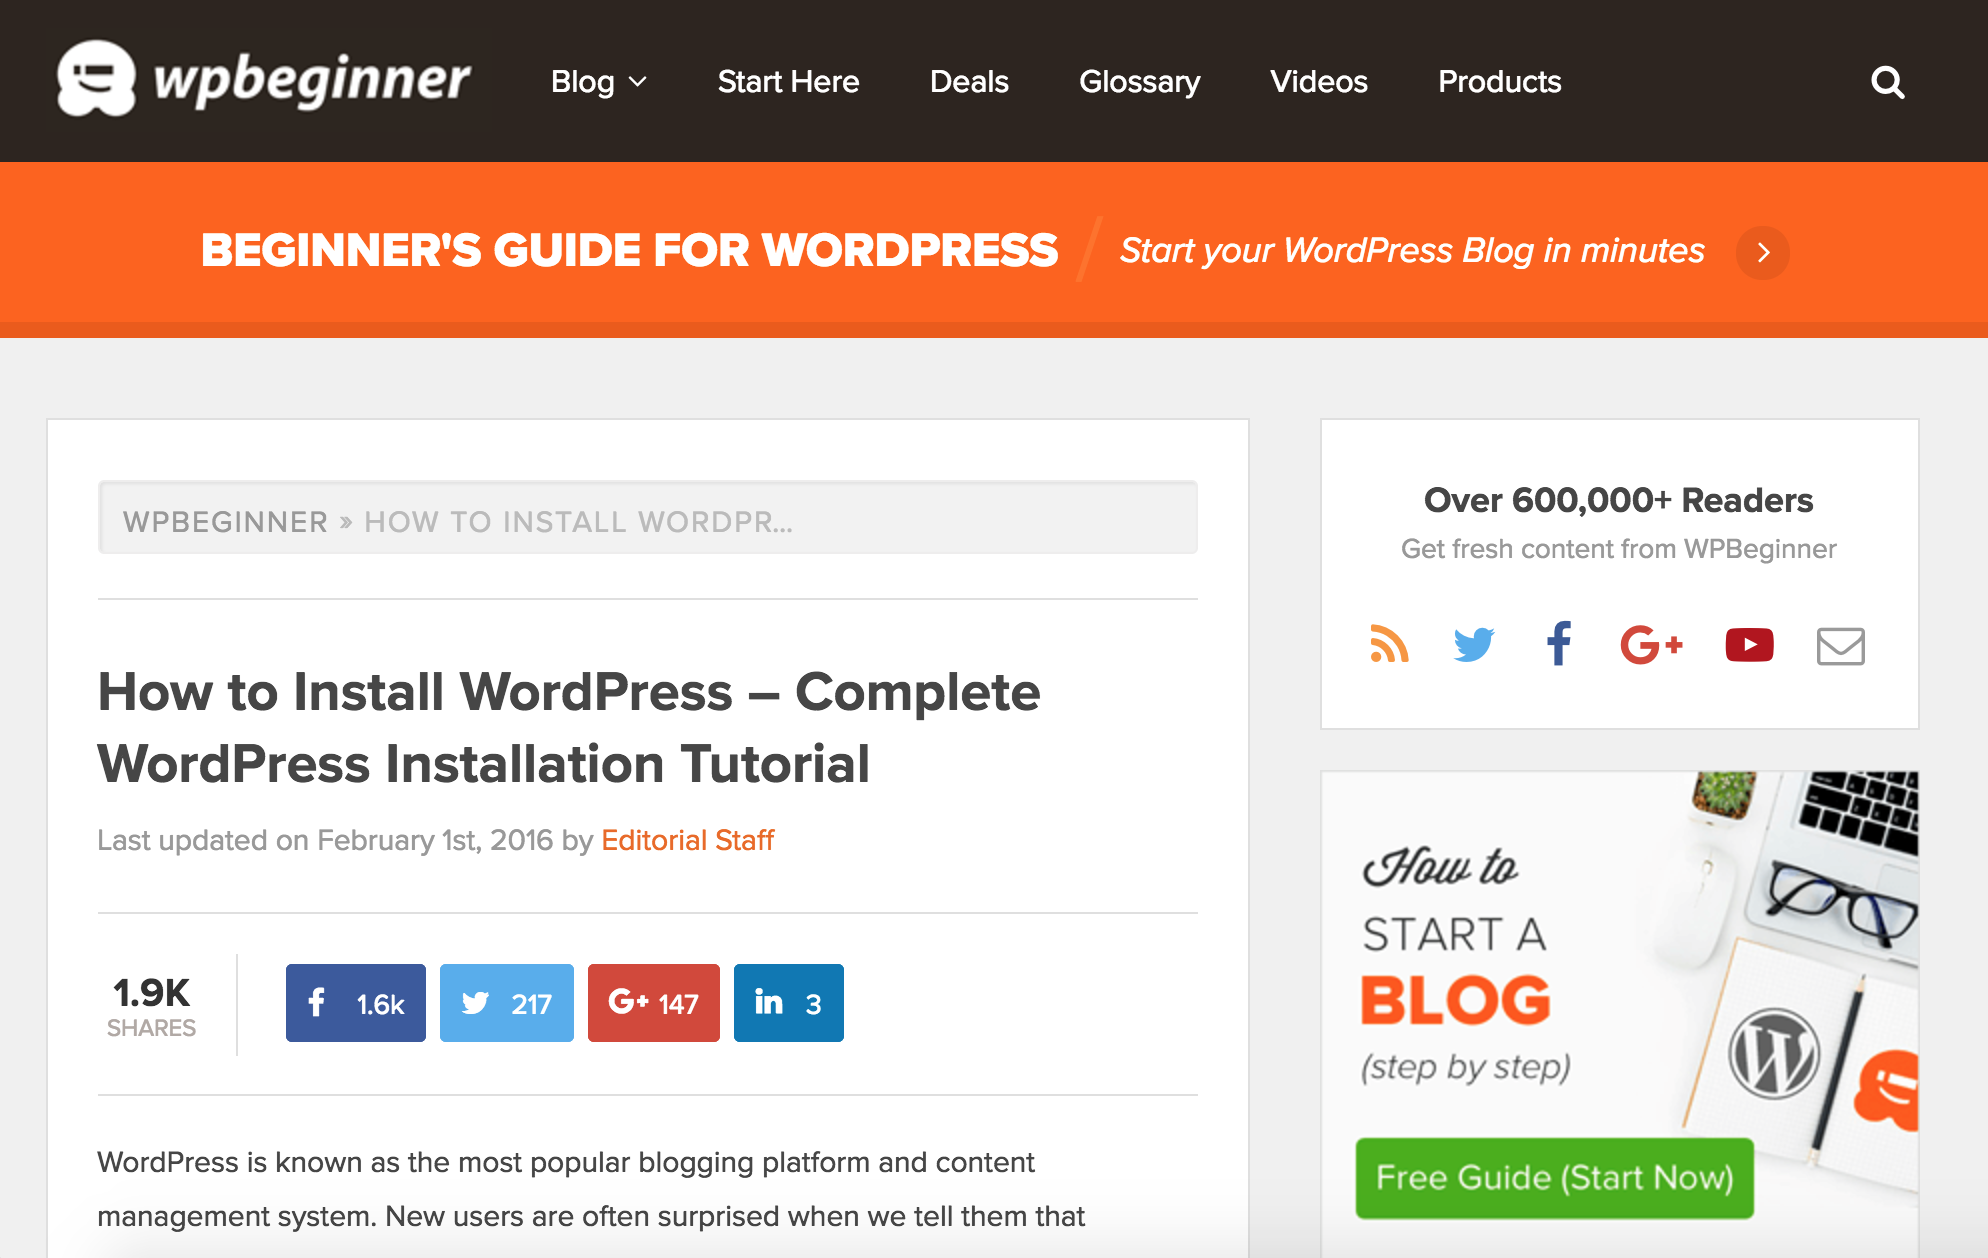 wpbeginner
Blog
Start Here
Deals
Glossary
Videos
Products
BEGINNER'S GUIDE FOR WORDPRESS
Start your WordPress Blog in minutes
WPBEGINNER » HOW TO INSTALL WORDPR...
How to Install WordPress – Complete
WordPress Installation Tutorial
Last updated on February 1st, 2016 by Editorial Staff
1.9K
SHARES
1.6k
217
G+ 147
in 3
WordPress is known as the most popular blogging platform and content
management system. New users are often surprised when we tell them that
Over 600,000+ Readers
Get fresh content from WPBeginner
G+
How to
START A
BLOG
(step by step)
Free Guide (Start Now)